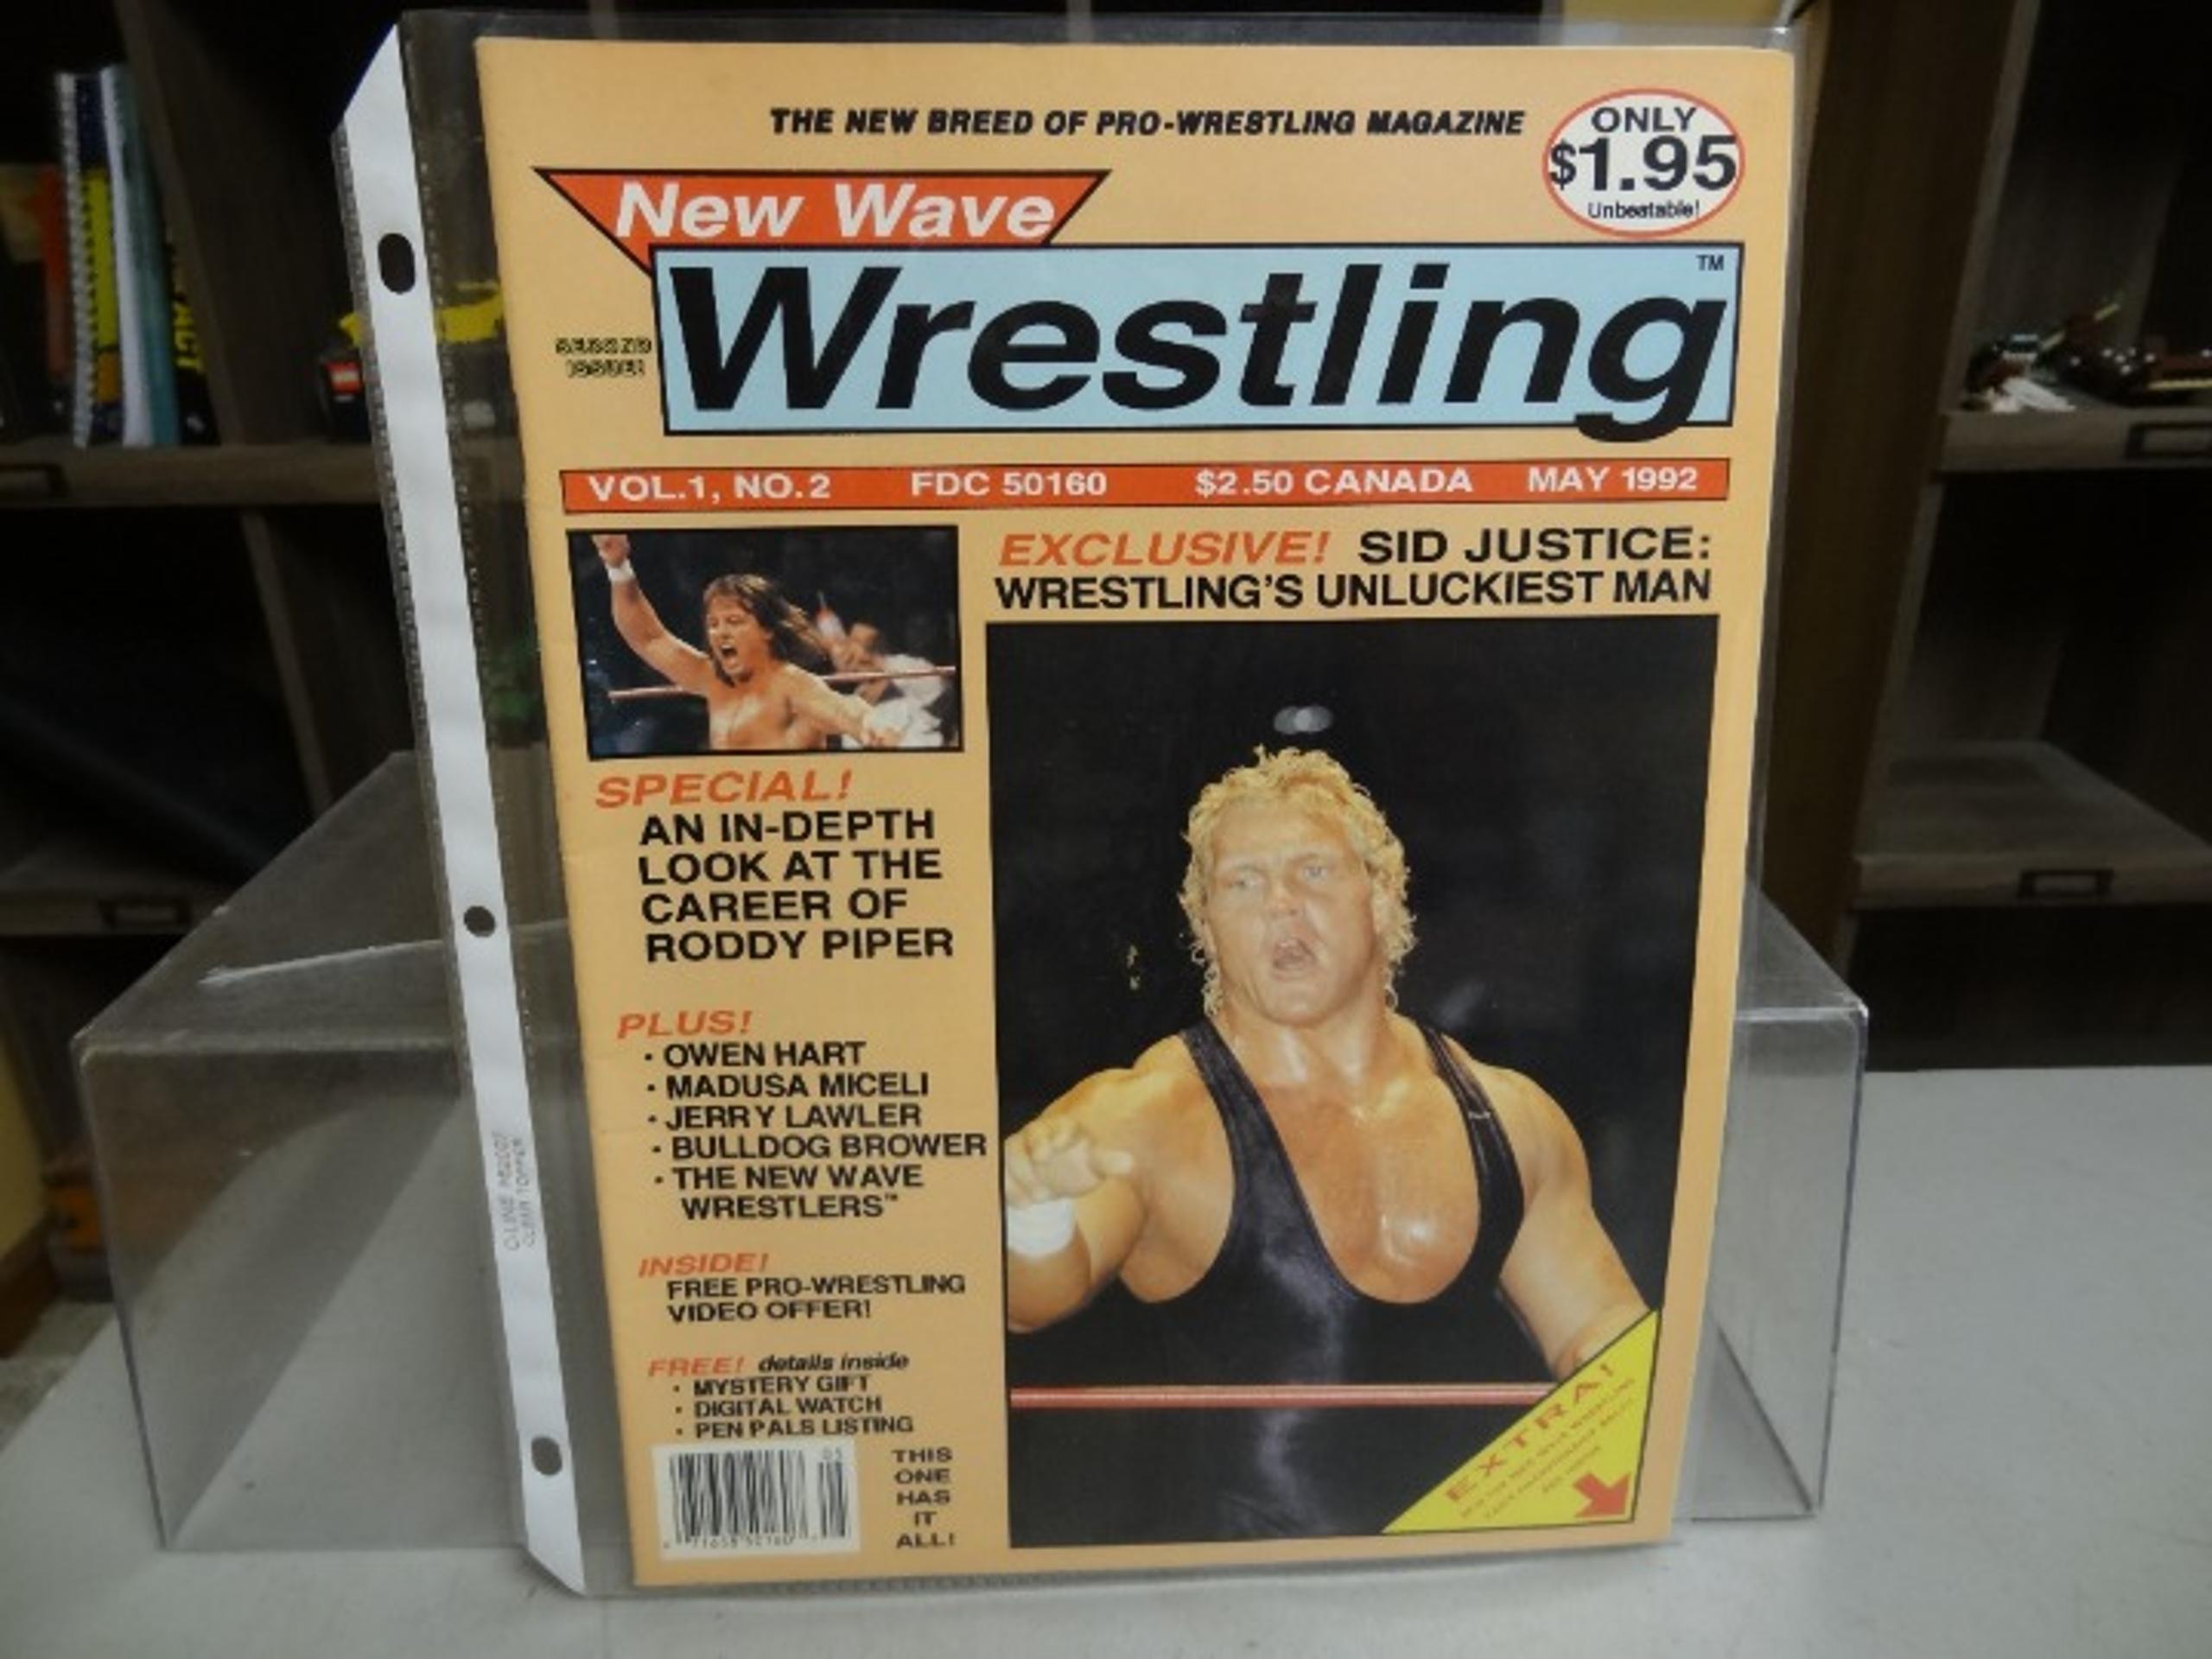 THE NEW BREED OF PRO-WRESTLING MAGAZINE
ONLY
$1.95
Unbeatable!
New Wave
Wrestling
TM
ISSUE!
VOL.1, NO.2 FDC 50160 $2.50 CANADA MAY 1992
EXCLUSIVE! SID JUSTICE:
WRESTLING'S UNLUCKIEST MAN
SPECIAL!
AN IN-DEPTH
LOOK AT THE
CAREER OF
RODDY PIPER
PLUS!
· OWEN HART
· MADUSA MICELI
· JERRY LAWLER
· BULLDOG BROWER
· THE NEW WAVE
WRESTLERS™
INSIDE!
FREE PRO-WRESTLING
VIDEO OFFER!
FREE! details inside
· MYSTERY GIFT
· DIGITAL WATCH
· PEN PALS LISTING
05
THIS
ONE
HAS
IT
ALL!
EXTRA!